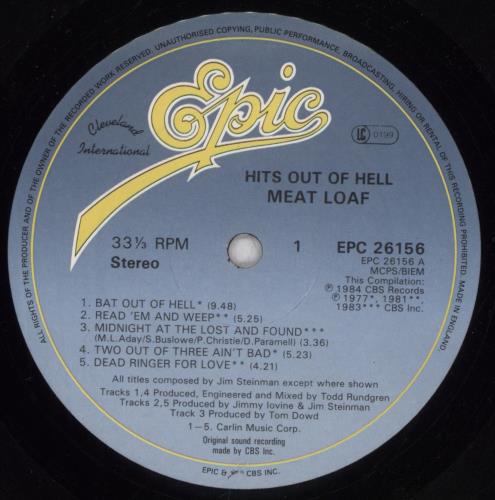 ALL RIGHTS OF THE PRODUCER AND OF THE OWNER OF THE RECORDED WORK RESERVED. UNAUTHORISED COPYING, PUBLIC PERFORMANCE, BROADCASTING, HIRING OR RENTAL OF THIS RECORDING PROHIBITED. MADE IN ENGLAND.
Epic
Cleveland
International
LC 0199
HITS OUT OF HELL
MEAT LOAF
33⅓ RPM
Stereo
1
EPC 26156
EPC 26156 A
MCPS/BIEM
This Compilation:
℗ 1984 CBS Records
℗ 1977*, 1981**,
1983*** CBS Inc.
1. BAT OUT OF HELL* (9.48)
2. READ 'EM AND WEEP** (5.25)
3. MIDNIGHT AT THE LOST AND FOUND***
(M.L.Aday/S.Buslowe/P.Christie/D.Paramell) (3.36)
4. TWO OUT OF THREE AIN'T BAD* (5.23)
5. DEAD RINGER FOR LOVE** (4.21)
All titles composed by Jim Steinman except where shown
Tracks 1,4 Produced, Engineered and Mixed by Todd Rundgren
Tracks 2,5 Produced by Jimmy Iovine & Jim Steinman
Track 3 Produced by Tom Dowd
1–5. Carlin Music Corp.
Original sound recording
made by CBS Inc.
EPIC & CBS INC.